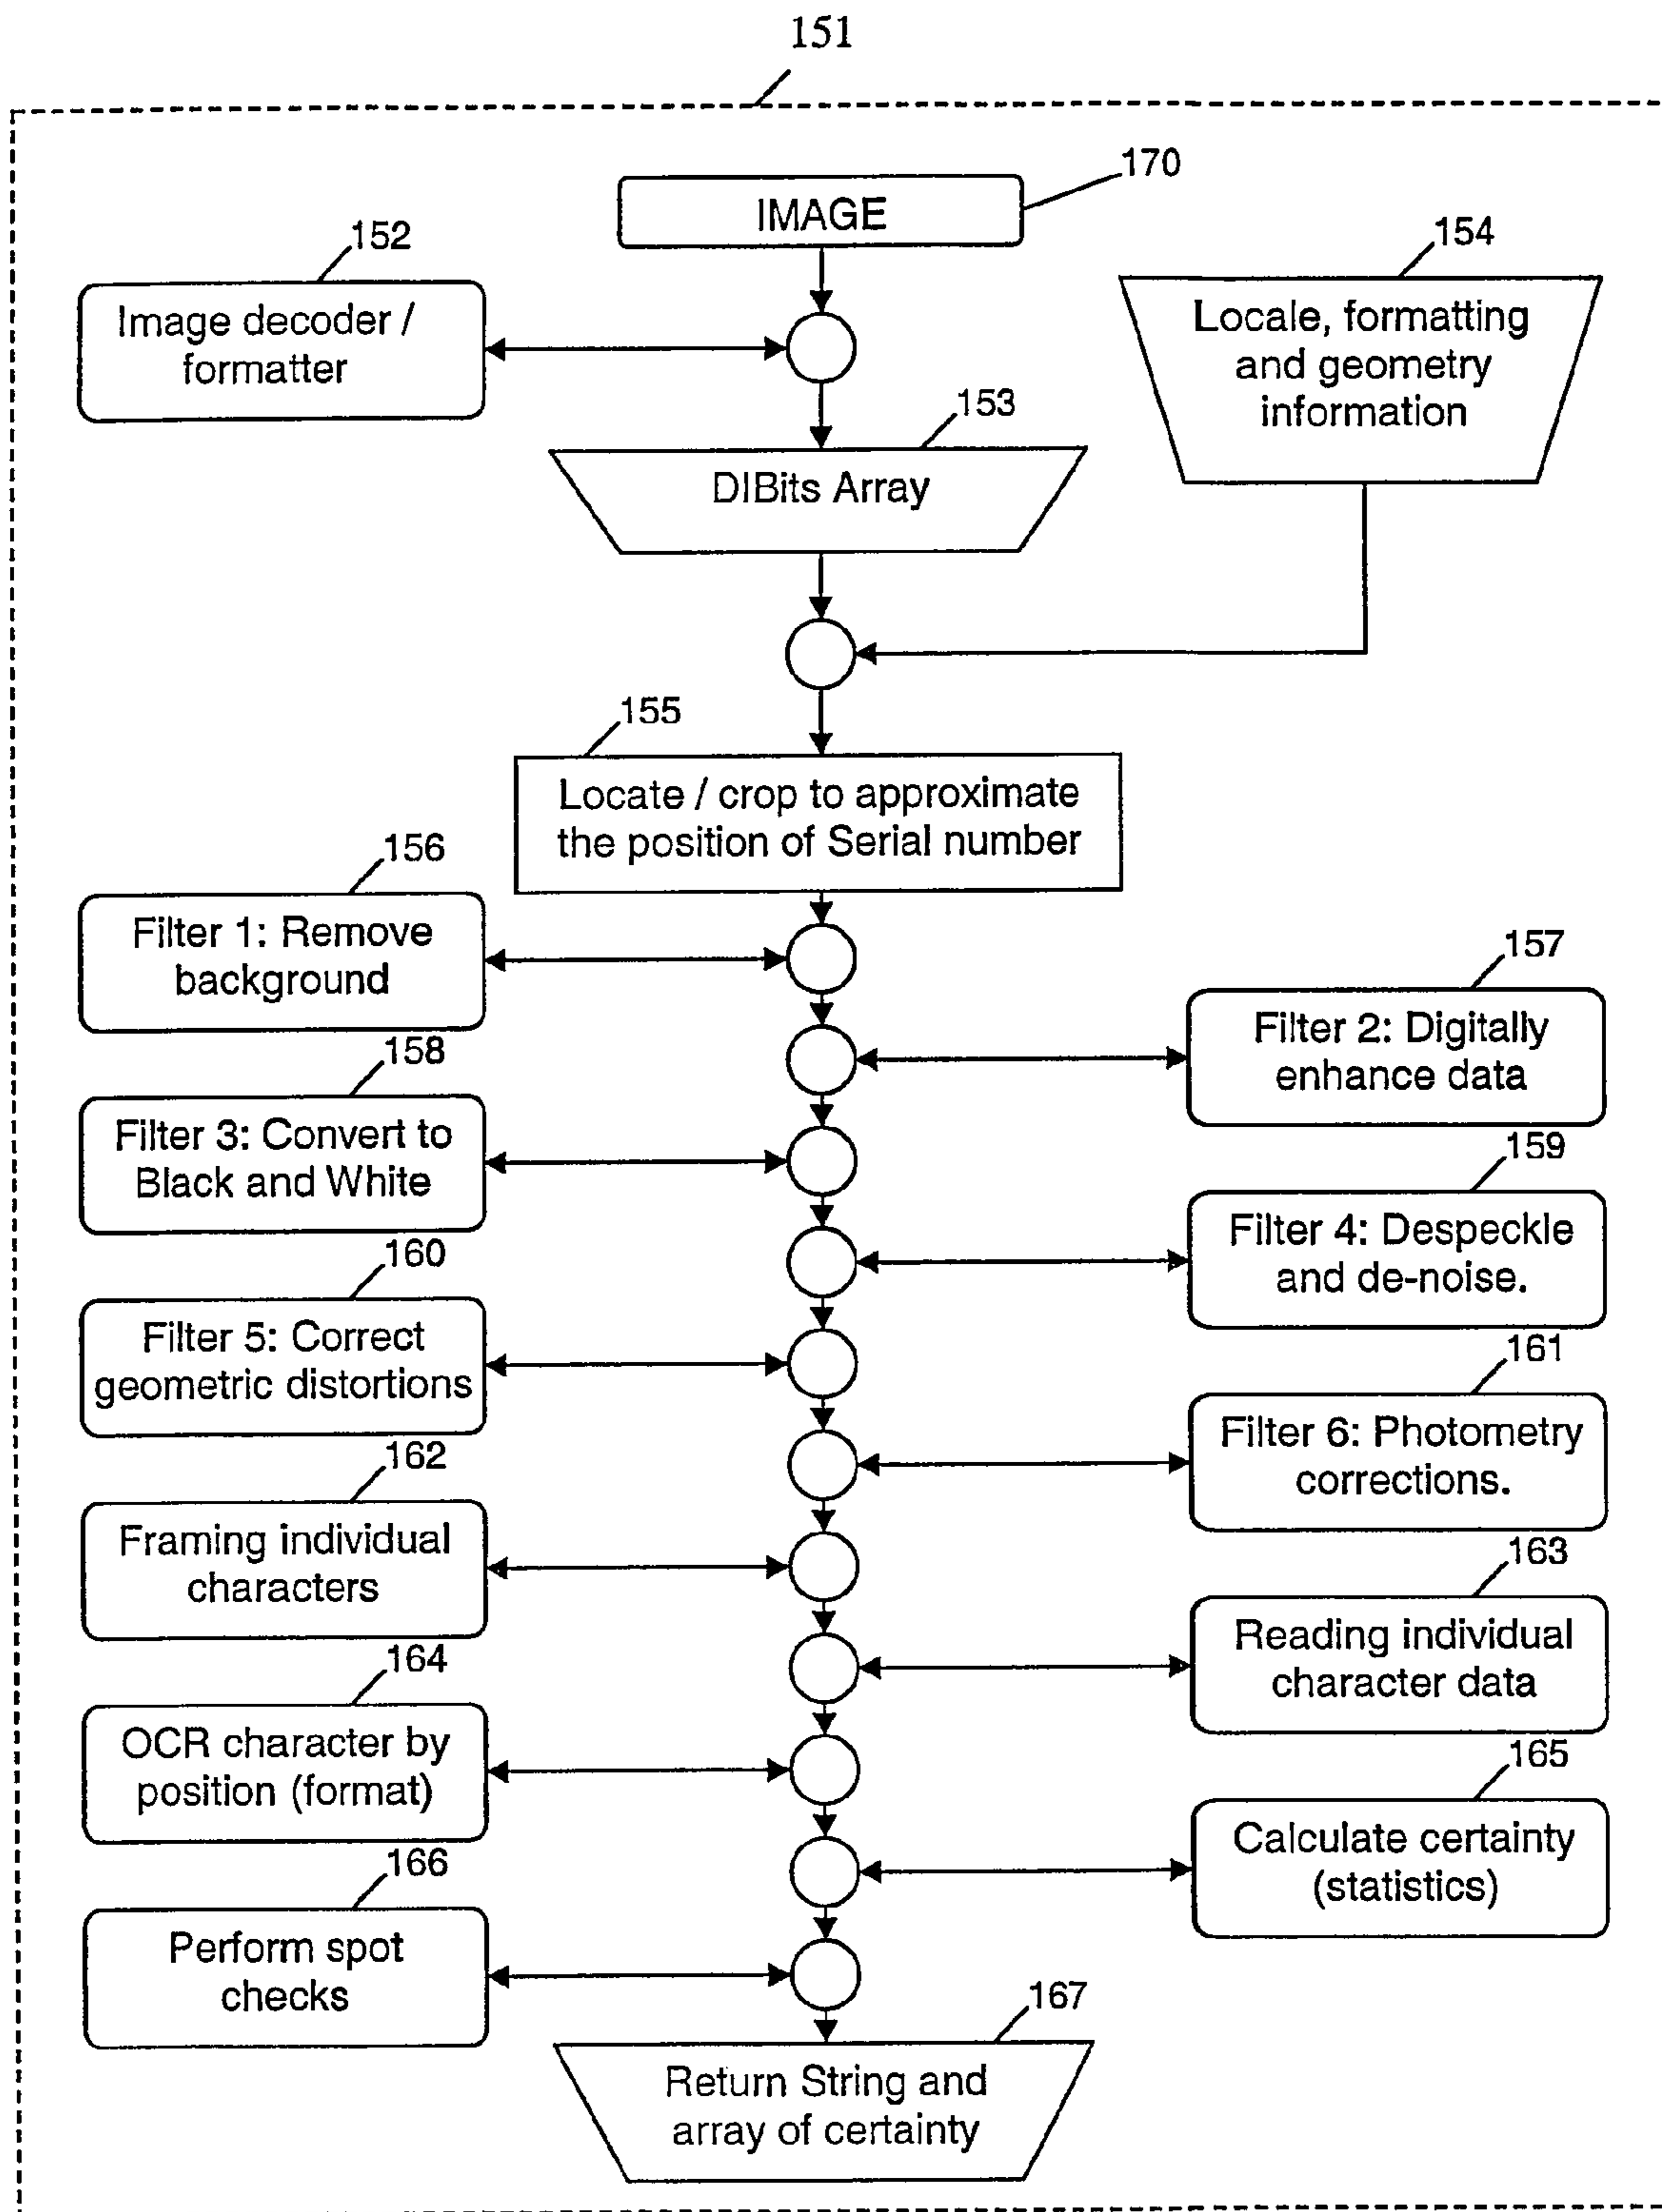 151
170
IMAGE
152
Image decoder /
formatter
154
Locale, formatting
and geometry
information
153
DIBits Array
155
Locate / crop to approximate
the position of Serial number
156
Filter 1: Remove
background
157
Filter 2: Digitally
enhance data
158
Filter 3: Convert to
Black and White
159
Filter 4: Despeckle
and de-noise.
160
Filter 5: Correct
geometric distortions
161
Filter 6: Photometry
corrections.
162
Framing individual
characters
163
Reading individual
character data
164
OCR character by
position (format)
165
Calculate certainty
(statistics)
166
Perform spot
checks
167
Return String and
array of certainty